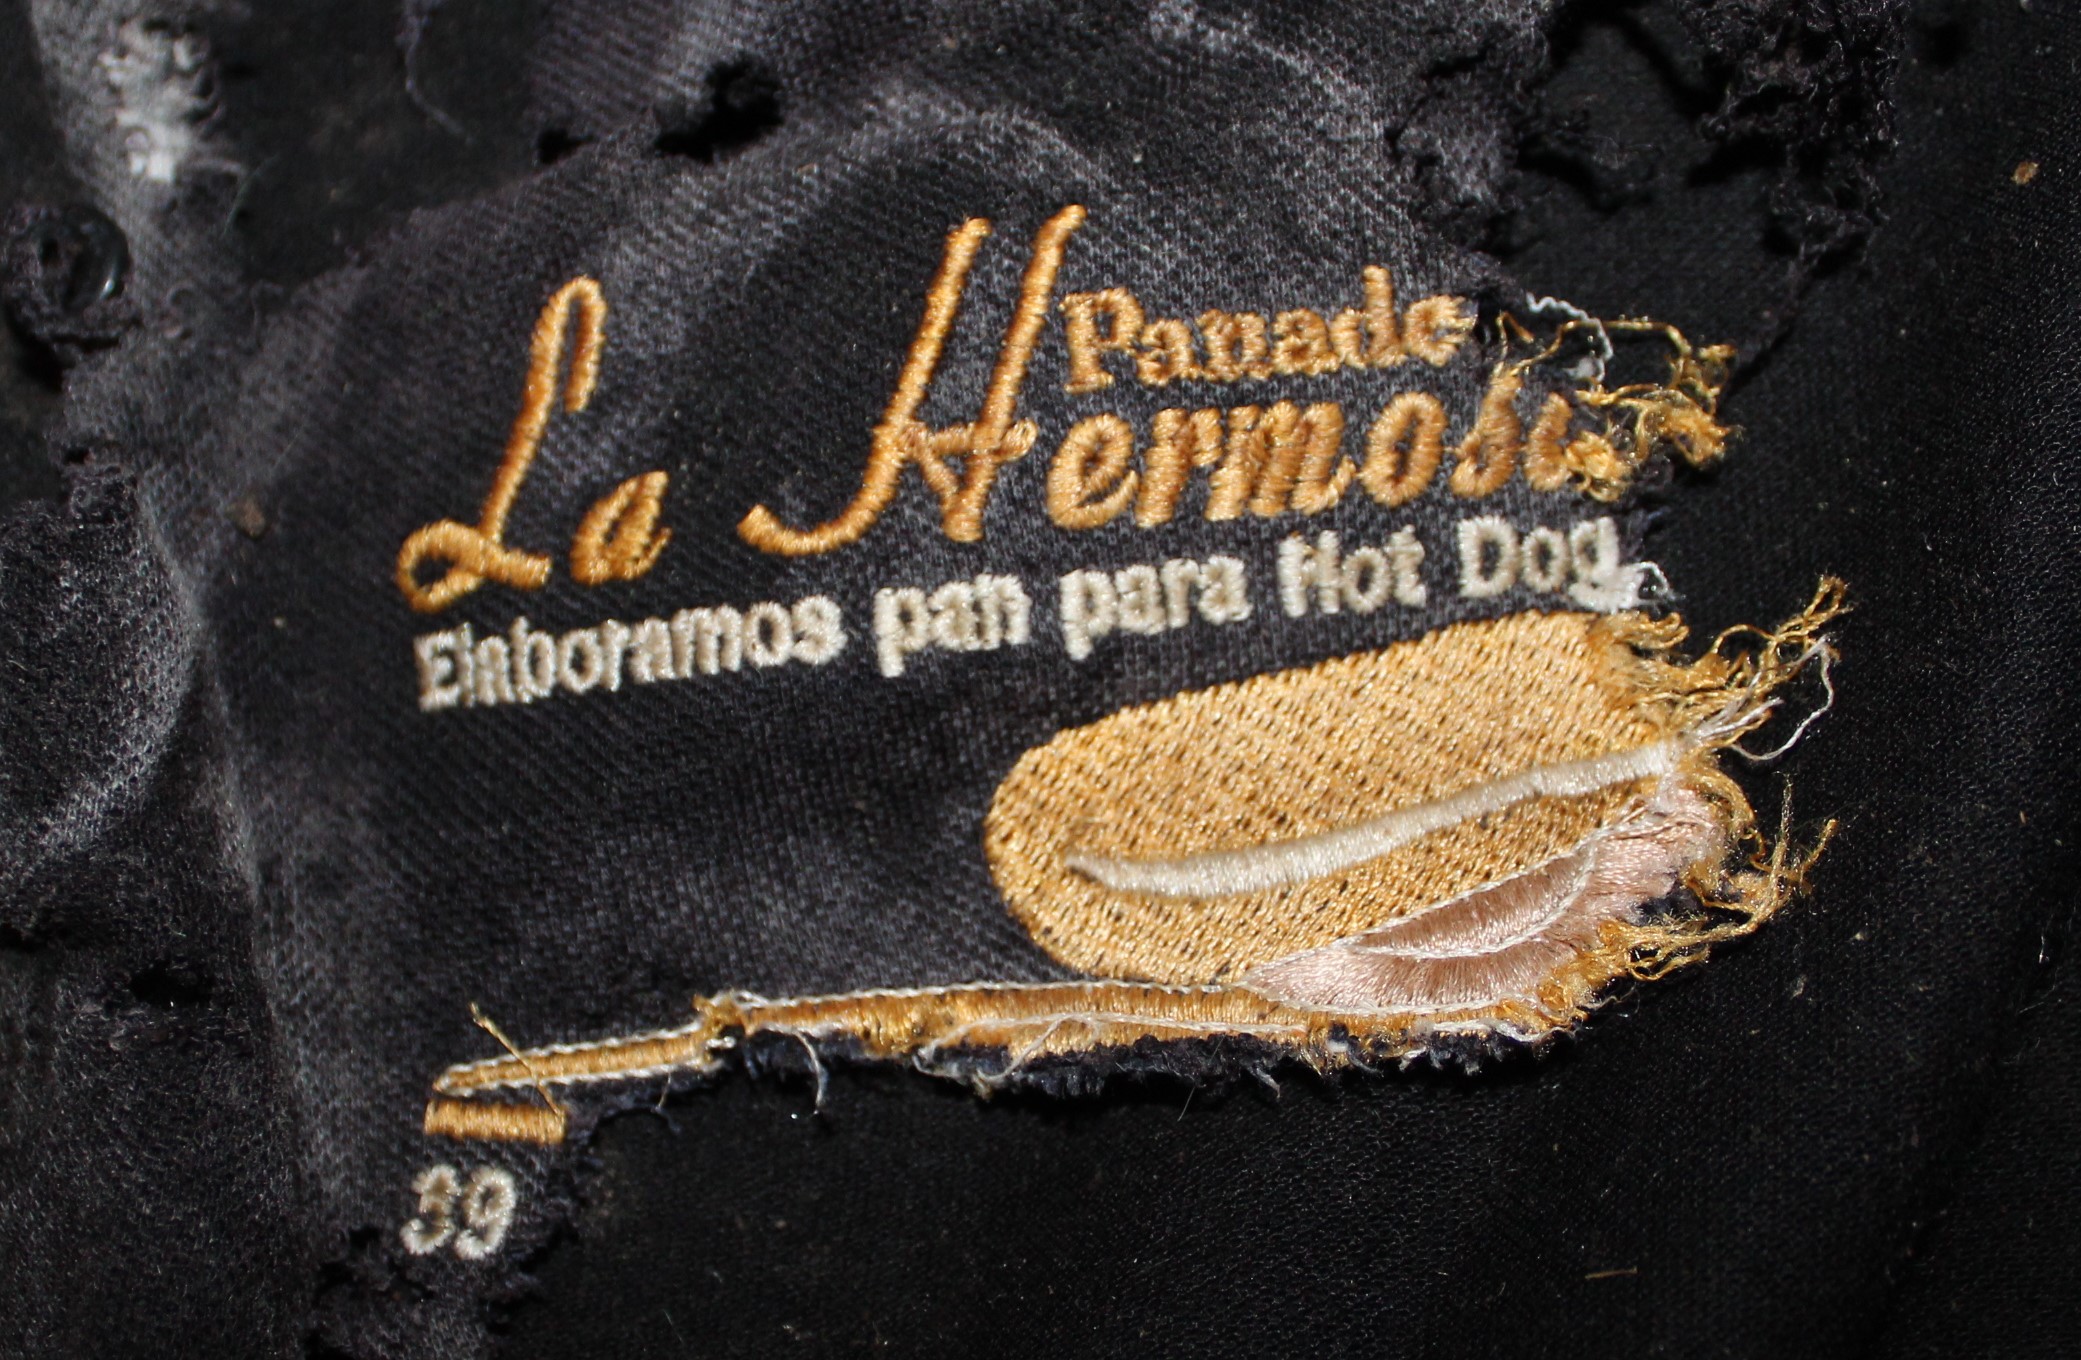 Panade
La Hermosa
Elaboramos pan para Hot Dog
39